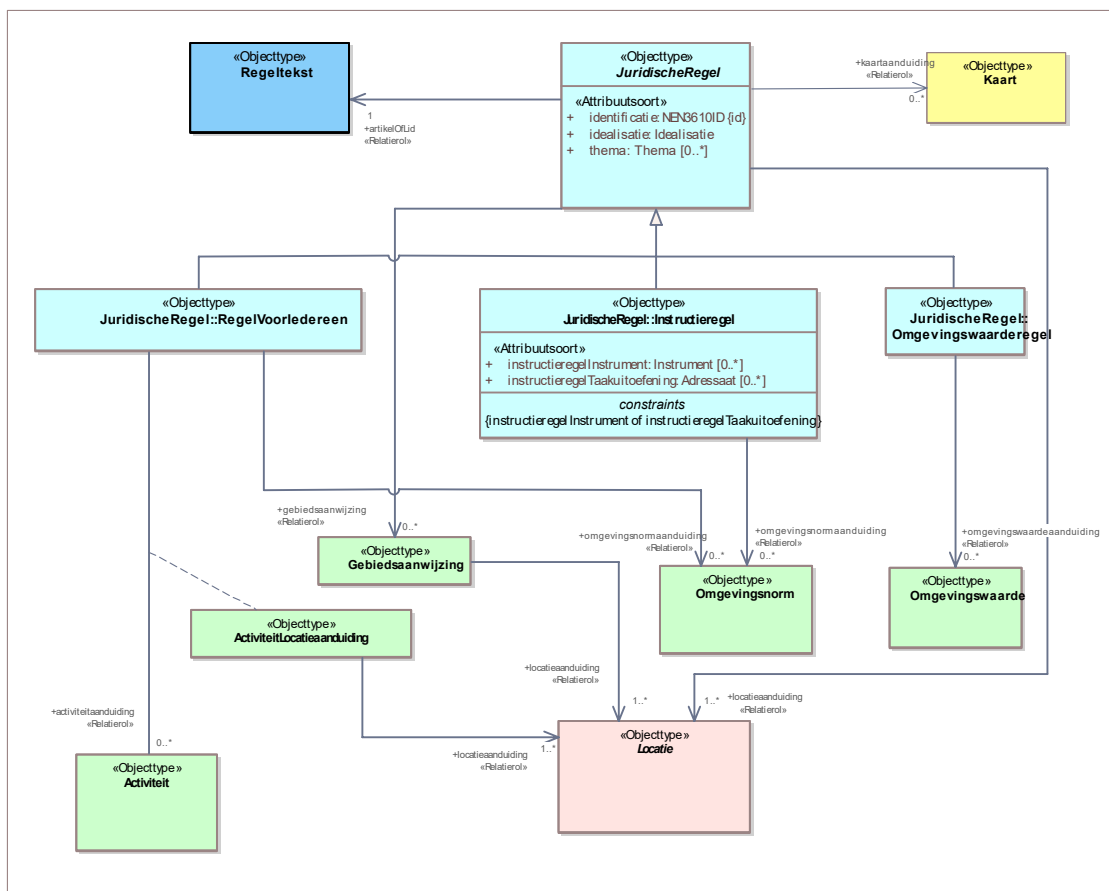 «Objecttype»
Regeltekst
«Objecttype»
JuridischeRegel
«Attribuutsoort»
+ identificatie: NEN3610ID {id}
+ idealisatie: Idealisatie
+ thema: Thema [0..*]
+kaartaanduiding
«Relatierol»
0..*
«Objecttype»
Kaart
1
+artikelOfLid
«Relatierol»
«Objecttype»
JuridischeRegel::RegelVoorIedereen
«Objecttype»
JuridischeRegel::Instructieregel
«Attribuutsoort»
+ instructieregelInstrument: Instrument [0..*]
+ instructieregelTaakuitoefening: Adressaat [0..*]
constraints
{instructieregelInstrument of instructieregelTaakuitoefening}
«Objecttype»
JuridischeRegel::
Omgevingswaarderegel
+gebiedsaanwijzing
«Relatierol»
0..*
+omgevingsnormaanduiding
«Relatierol»
0..*
+omgevingsnormaanduiding
«Relatierol»
0..*
+omgevingswaardeaanduiding
«Relatierol»
0..*
«Objecttype»
Gebiedsaanwijzing
«Objecttype»
Omgevingsnorm
«Objecttype»
Omgevingswaarde
«Objecttype»
ActiviteitLocatieaanduiding
+locatieaanduiding
«Relatierol»
1..*
1..*
+locatieaanduiding
«Relatierol»
+activiteitaanduiding
«Relatierol»
0..*
+locatieaanduiding
«Relatierol»
1..*
«Objecttype»
Locatie
«Objecttype»
Activiteit